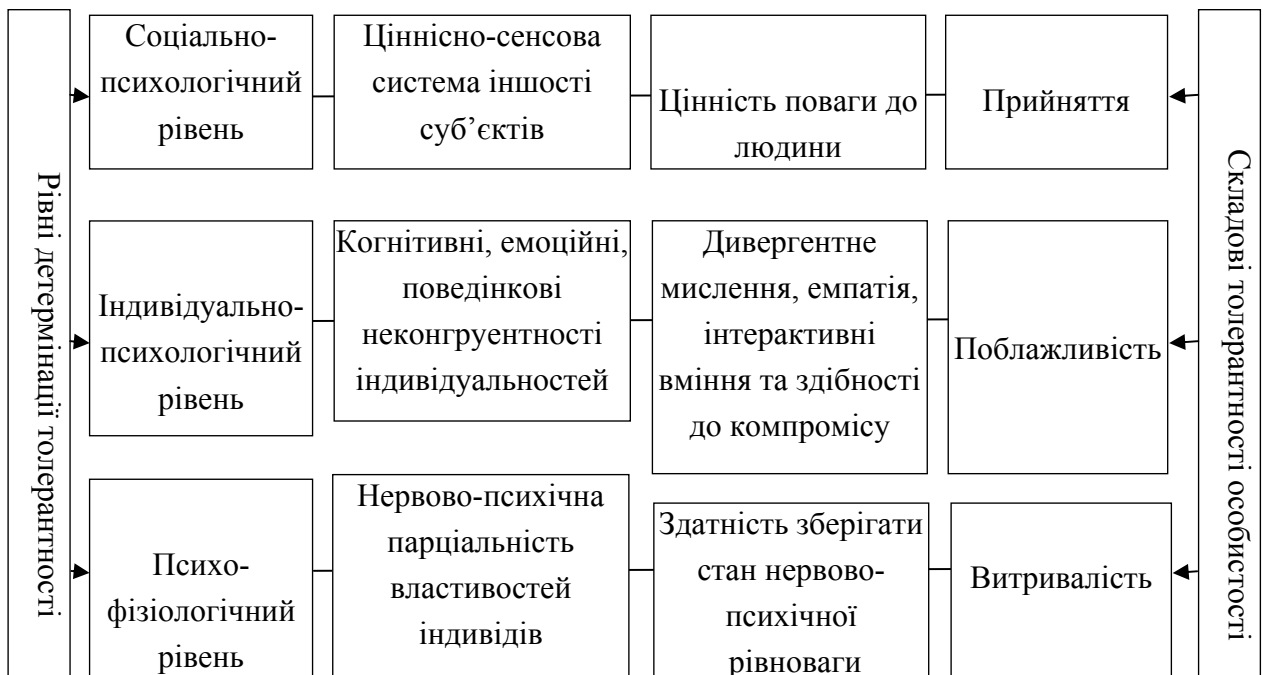 Рівні детермінації толерантності
Соціально-
психологічний
рівень
Ціннісно-сенсова
система іншості
суб’єктів
Цінність поваги до
людини
Прийняття
Індивідуально-
психологічний
рівень
Когнітивні, емоційні,
поведінкові
неконгруентності
індивідуальностей
Дивергентне
мислення, емпатія,
інтерактивні
вміння та здібності
до компромісу
Поблажливість
Психо-
фізіологічний
рівень
Нервово-психічна
парціальність
властивостей
індивідів
Здатність зберігати
стан нервово-
психічної
рівноваги
Витривалість
Складові толерантності особистості